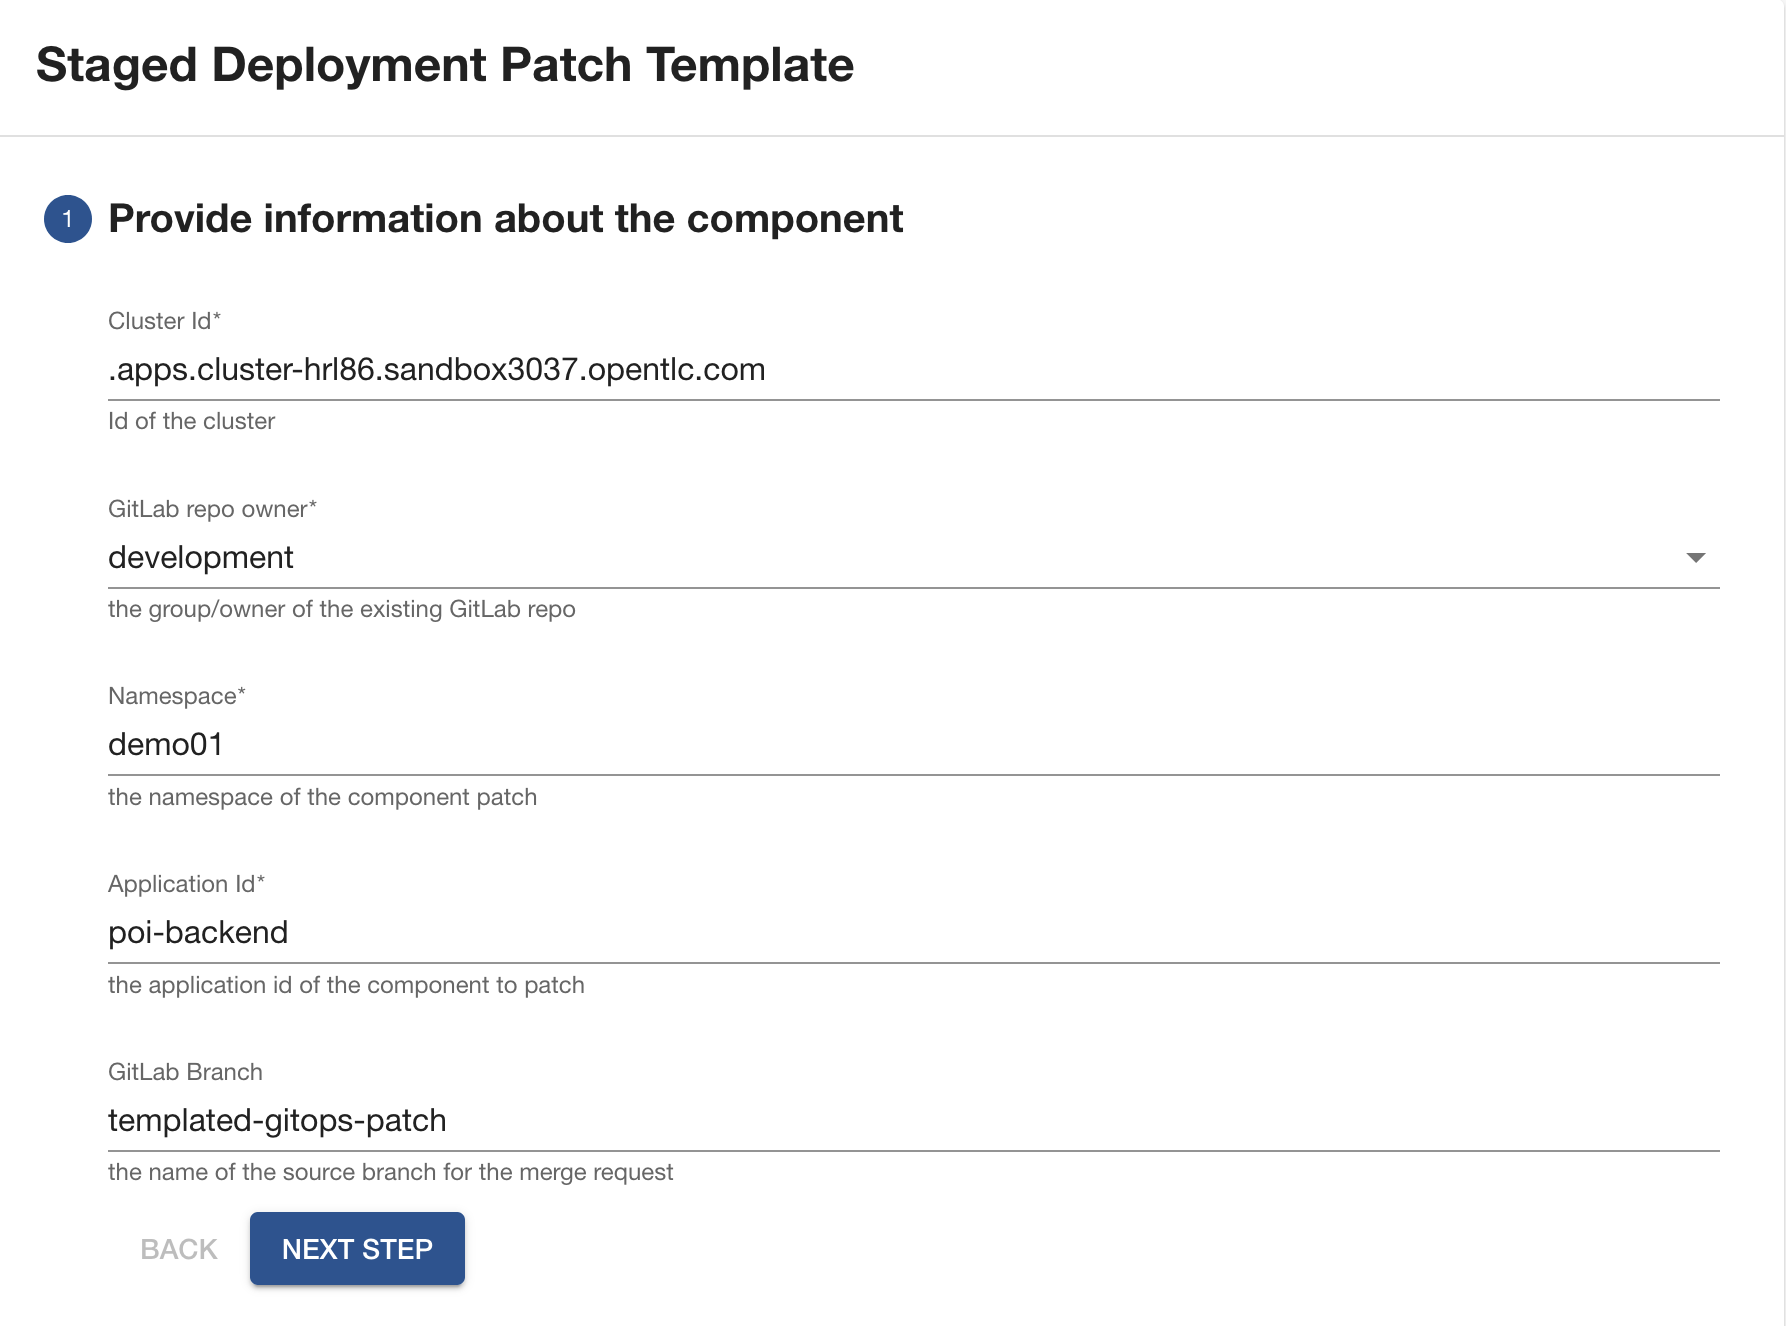 Staged Deployment Patch Template
1 Provide information about the component
Cluster Id*
.apps.cluster-hrl86.sandbox3037.opentlc.com
Id of the cluster
GitLab repo owner*
development
the group/owner of the existing GitLab repo
Namespace*
demo01
the namespace of the component patch
Application Id*
poi-backend
the application id of the component to patch
GitLab Branch
templated-gitops-patch
the name of the source branch for the merge request
BACK NEXT STEP